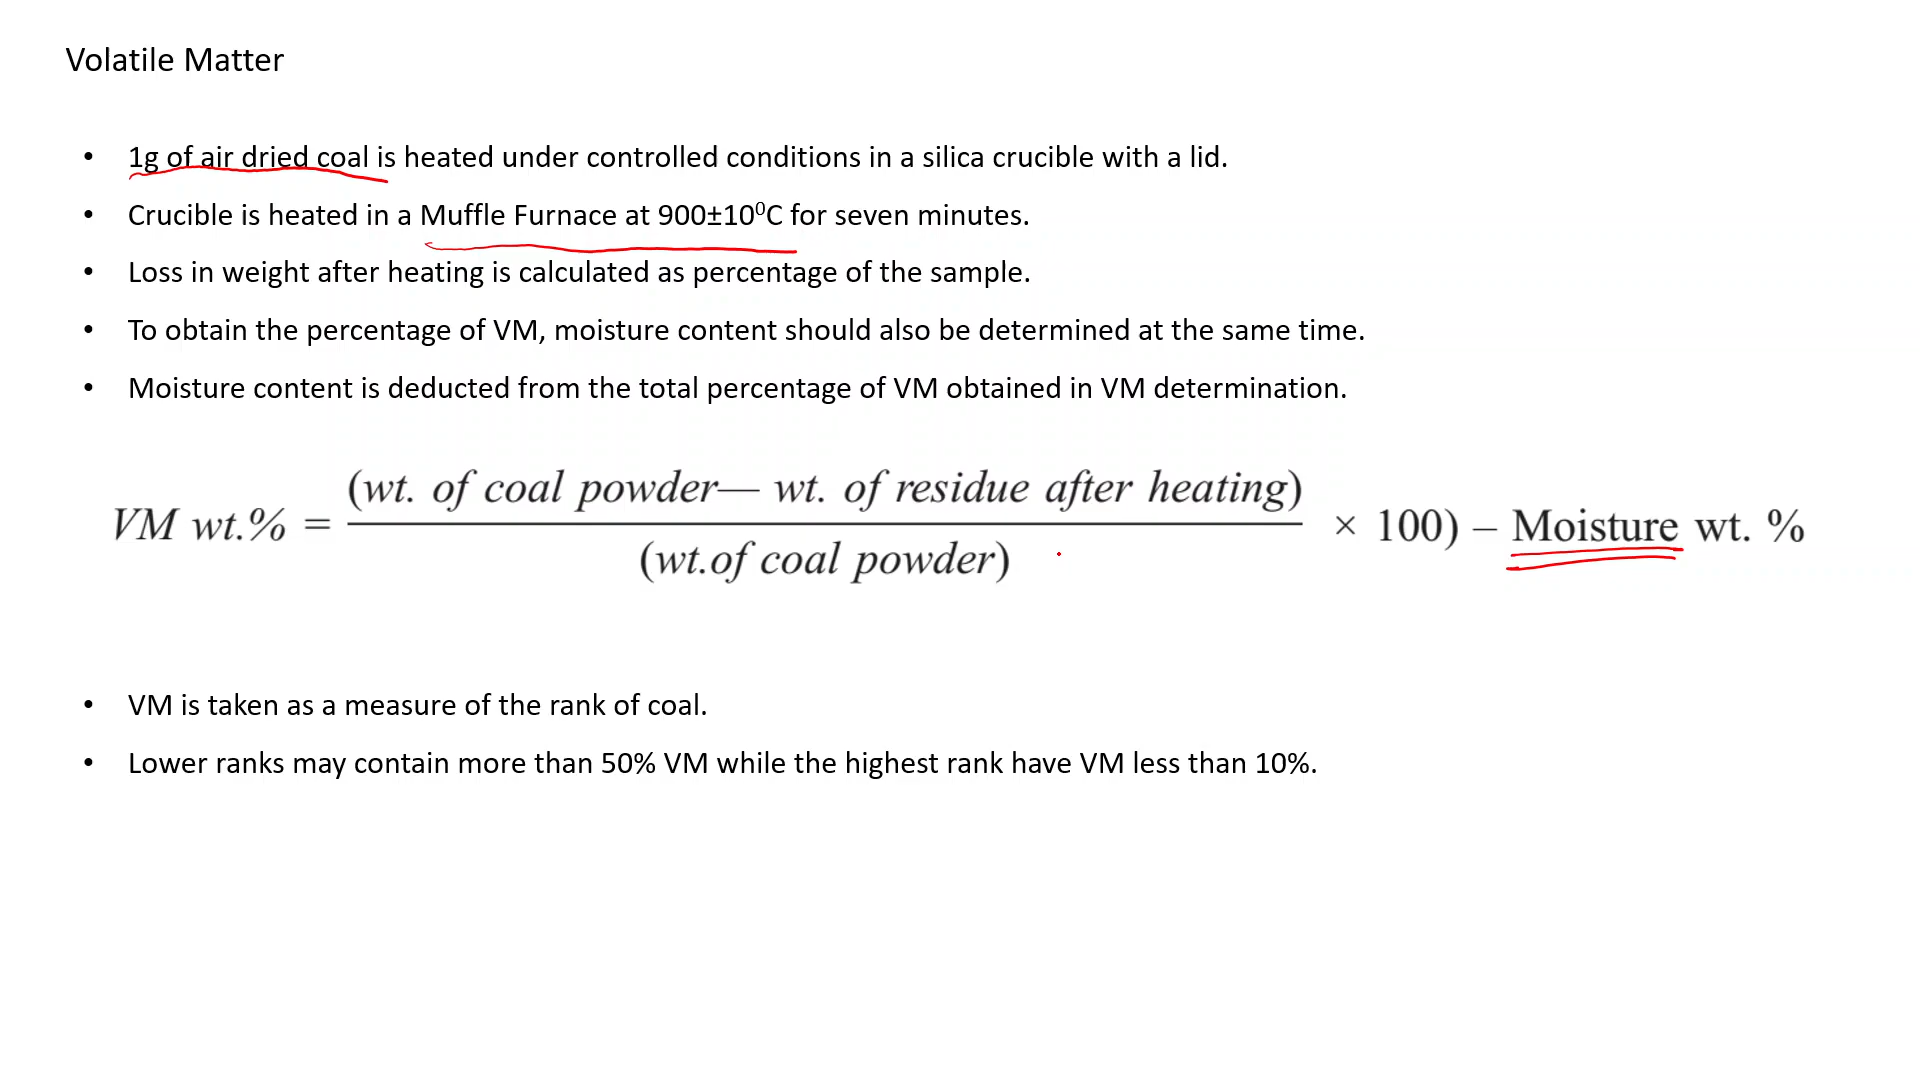 Volatile Matter
• 1g of air dried coal is heated under controlled conditions in a silica crucible with a lid.
• Crucible is heated in a Muffle Furnace at 900±10⁰C for seven minutes.
• Loss in weight after heating is calculated as percentage of the sample.
• To obtain the percentage of VM, moisture content should also be determined at the same time.
• Moisture content is deducted from the total percentage of VM obtained in VM determination.
(wt. of coal powder— wt. of residue after heating)
VM wt.% = × 100) – Moisture wt. %
(wt.of coal powder)
• VM is taken as a measure of the rank of coal.
• Lower ranks may contain more than 50% VM while the highest rank have VM less than 10%.